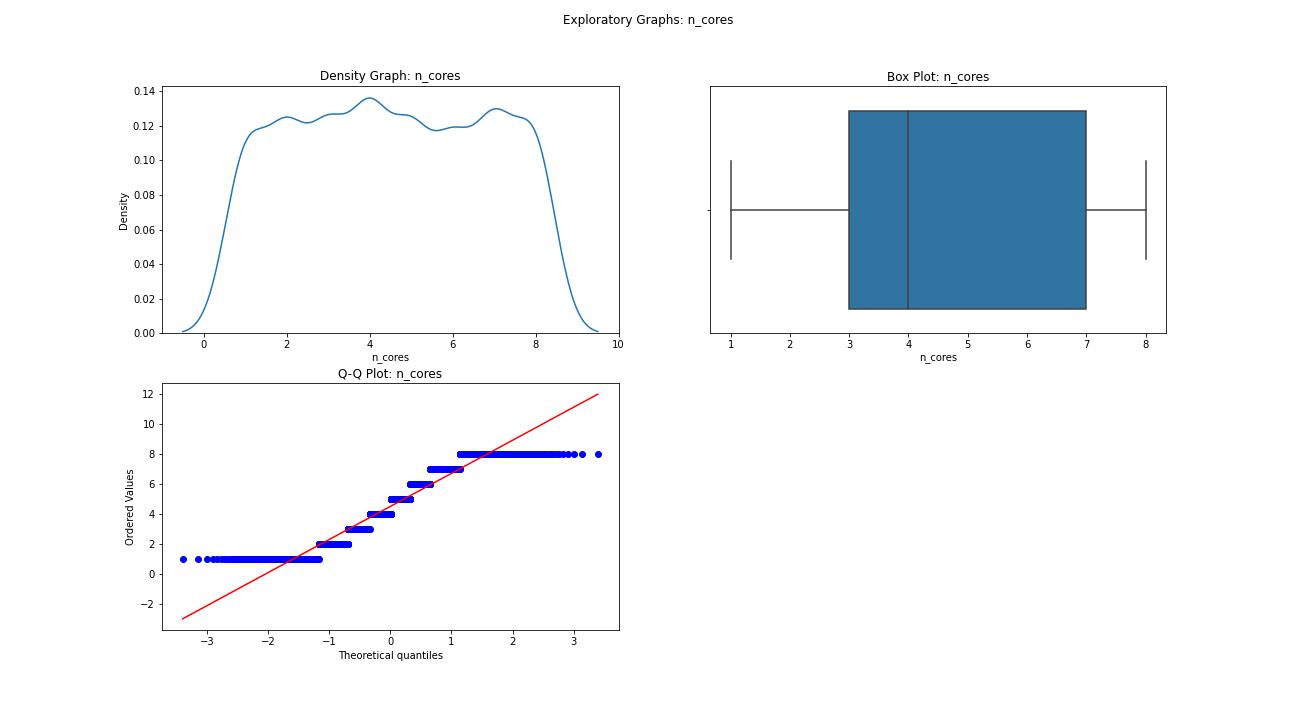 Exploratory Graphs: n_cores
Density Graph: n_cores
0.14
0.12
0.10
0.08
0.06
0.04
0.02
0.00
Density
0 2 4 6 8 10
n_cores
Box Plot: n_cores
1 2 3 4 5 6 7 8
n_cores
Q-Q Plot: n_cores
12
10
8
6
4
2
0
−2
Ordered Values
−3 −2 −1 0 1 2 3
Theoretical quantiles